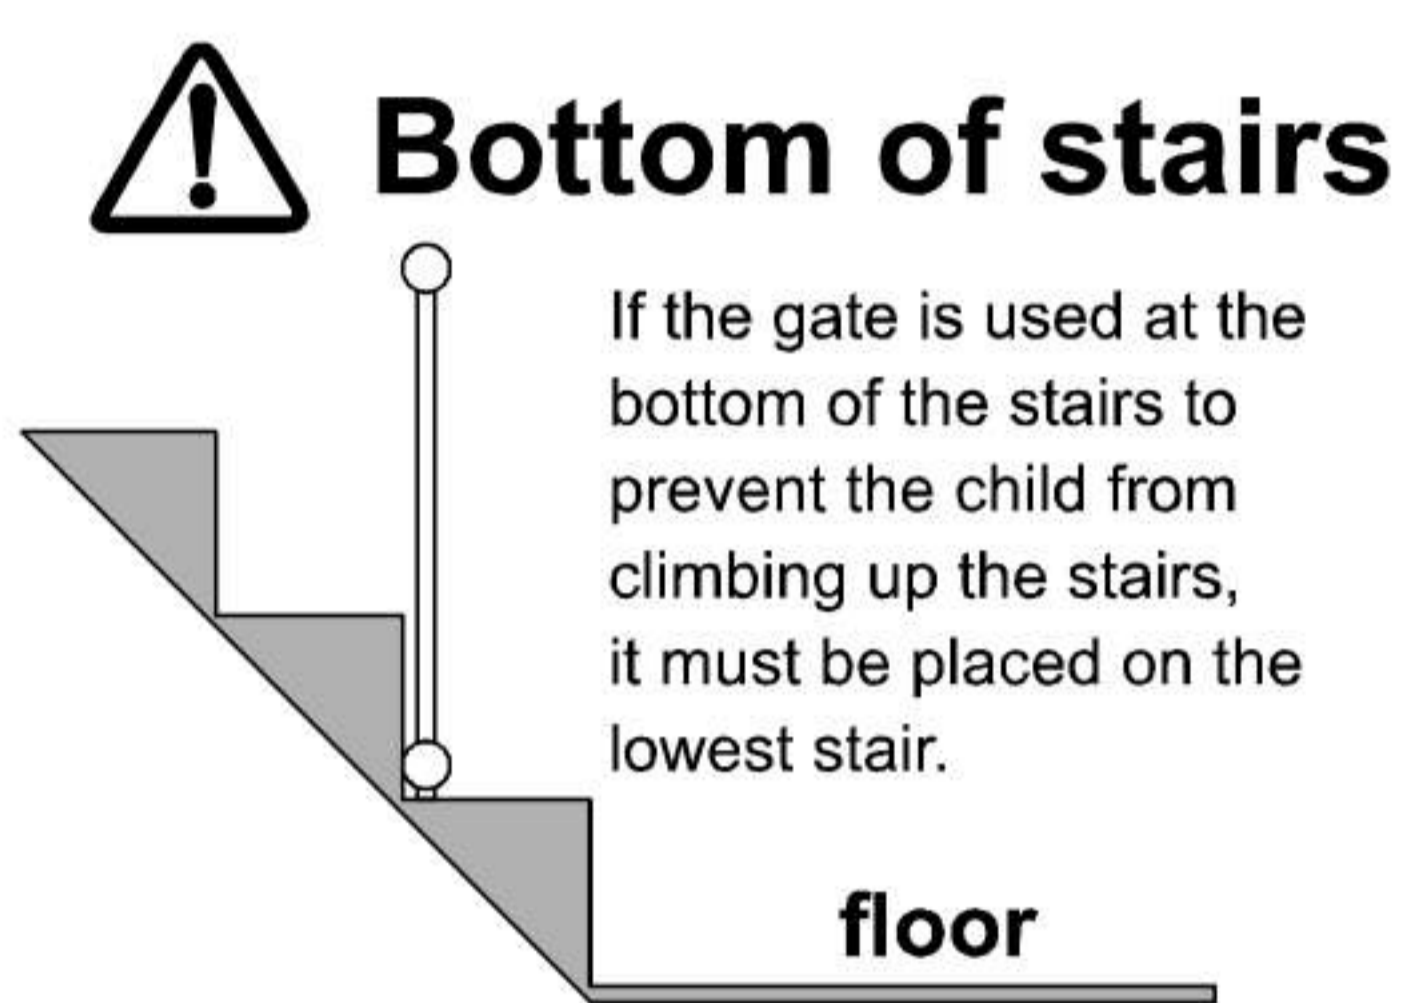 Bottom of stairs
If the gate is used at the
bottom of the stairs to
prevent the child from
climbing up the stairs,
it must be placed on the
lowest stair.
floor